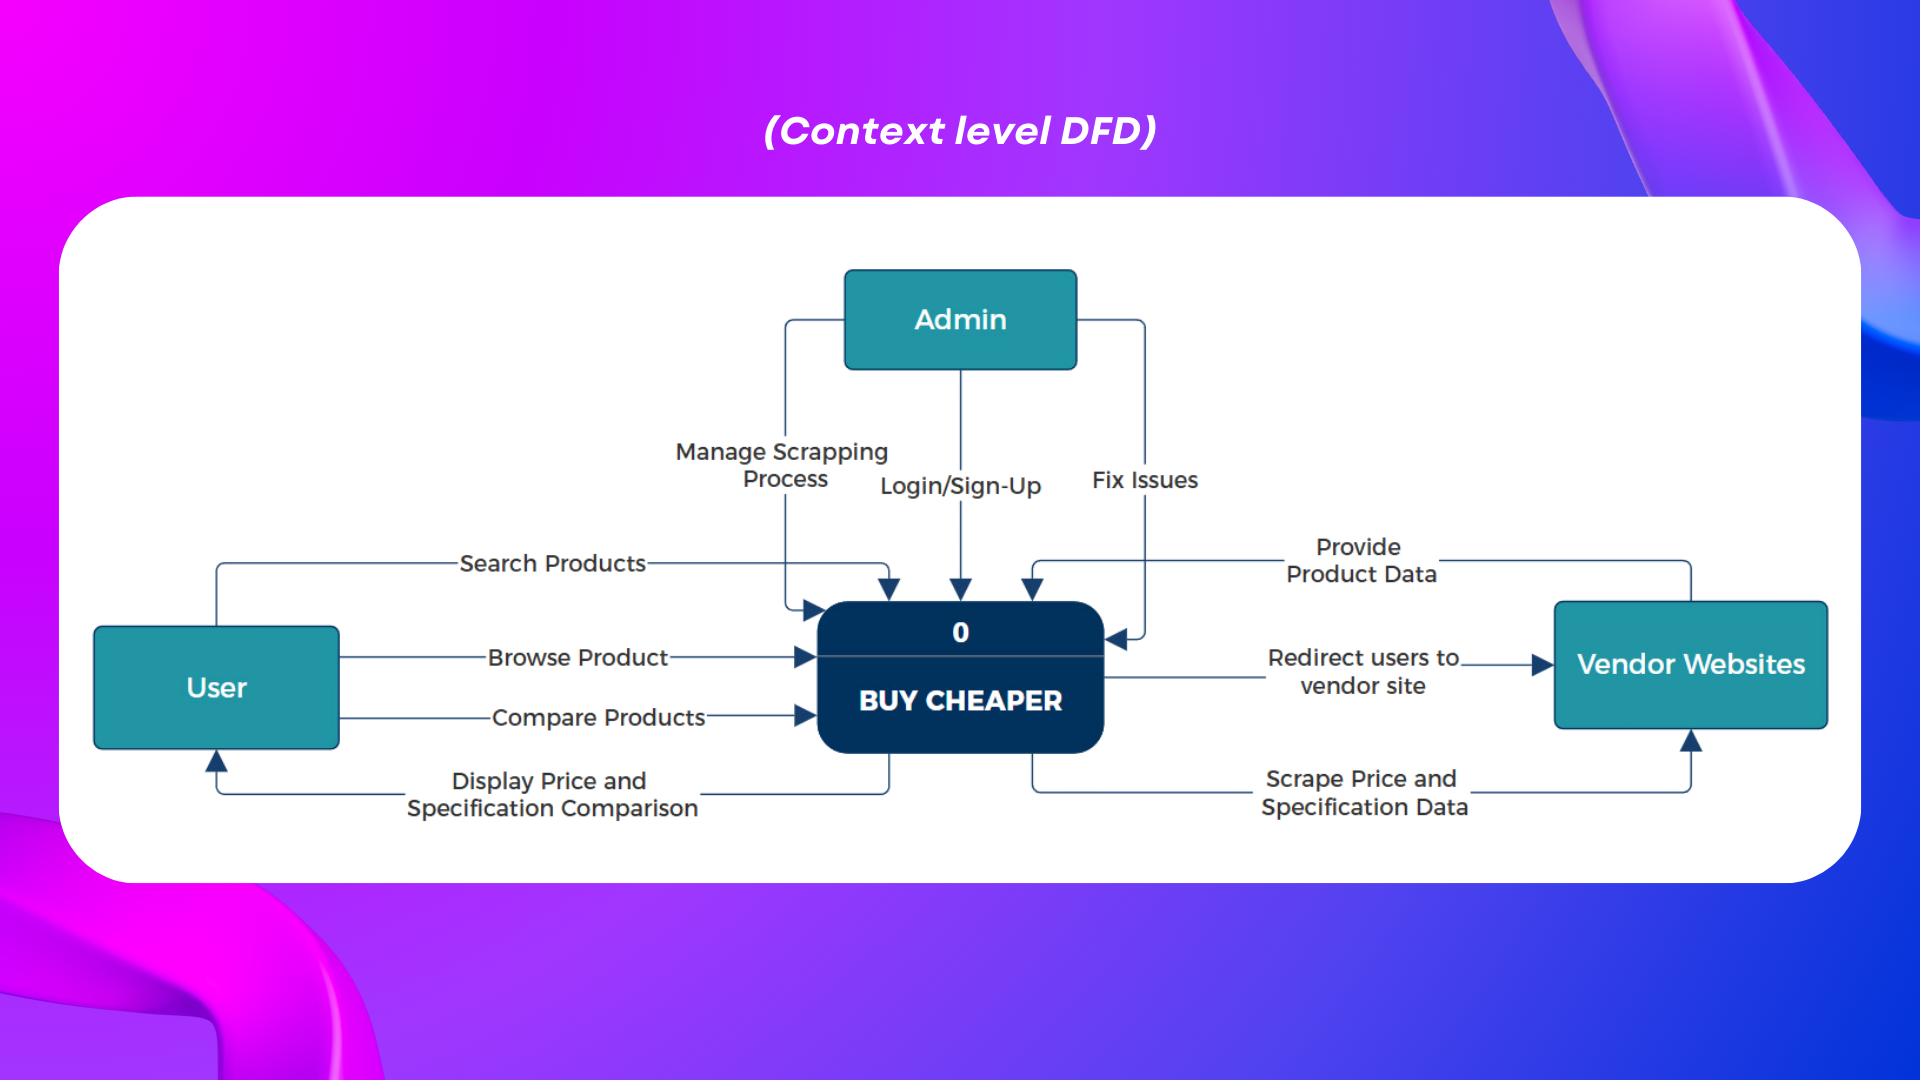 (Context level DFD)
Admin
Manage Scrapping
Process
Login/Sign-Up
Fix Issues
Search Products
Provide
Product Data
0
BUY CHEAPER
User
Browse Product
Compare Products
Display Price and
Specification Comparison
Redirect users to
vendor site
Vendor Websites
Scrape Price and
Specification Data